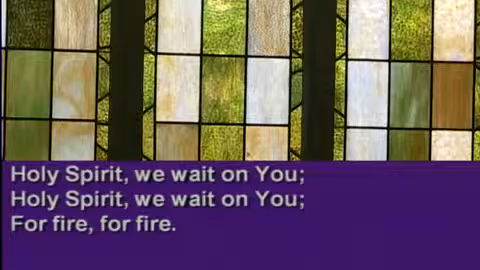 Holy Spirit, we wait on You;
Holy Spirit, we wait on You;
For fire, for fire.